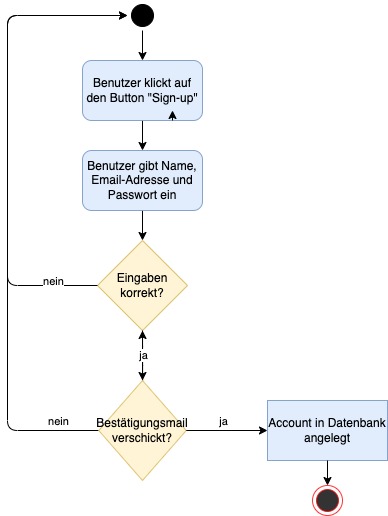 Benutzer klickt auf
den Button "Sign-up"
Benutzer gibt Name,
Email-Adresse und
Passwort ein
Eingaben
korrekt?
nein
ja
Bestätigungsmail
verschickt?
nein
ja
Account in Datenbank
angelegt